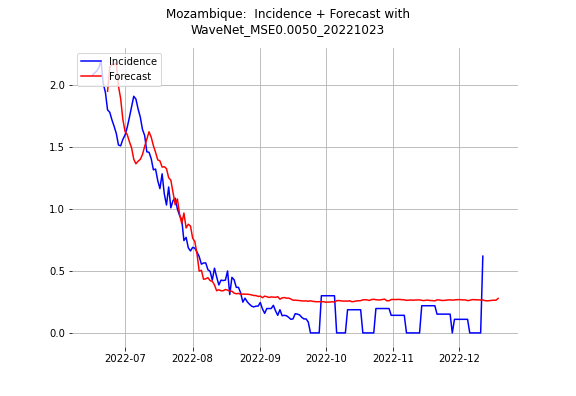 Mozambique:  Incidence + Forecast with
WaveNet_MSE0.0050_20221023
Incidence
Forecast
2.0
1.5
1.0
0.5
0.0
2022-07 2022-08 2022-09 2022-10 2022-11 2022-12